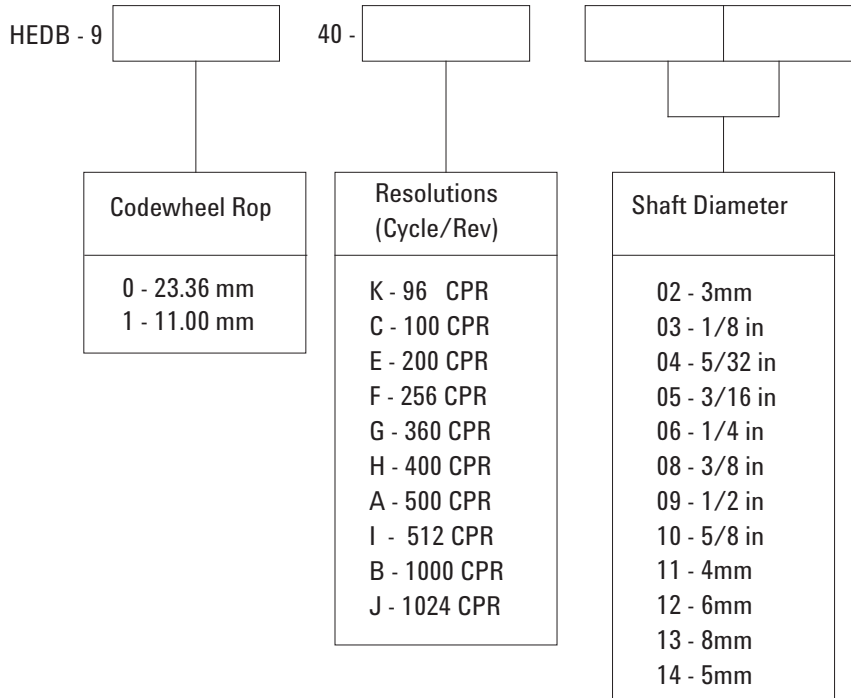 HEDB - 9 40 -
Codewheel Rop
0 - 23.36 mm
1 - 11.00 mm
Resolutions
(Cycle/Rev)
K - 96 CPR
C - 100 CPR
E - 200 CPR
F - 256 CPR
G - 360 CPR
H - 400 CPR
A - 500 CPR
I - 512 CPR
B - 1000 CPR
J - 1024 CPR
Shaft Diameter
02 - 3mm
03 - 1/8 in
04 - 5/32 in
05 - 3/16 in
06 - 1/4 in
08 - 3/8 in
09 - 1/2 in
10 - 5/8 in
11 - 4mm
12 - 6mm
13 - 8mm
14 - 5mm